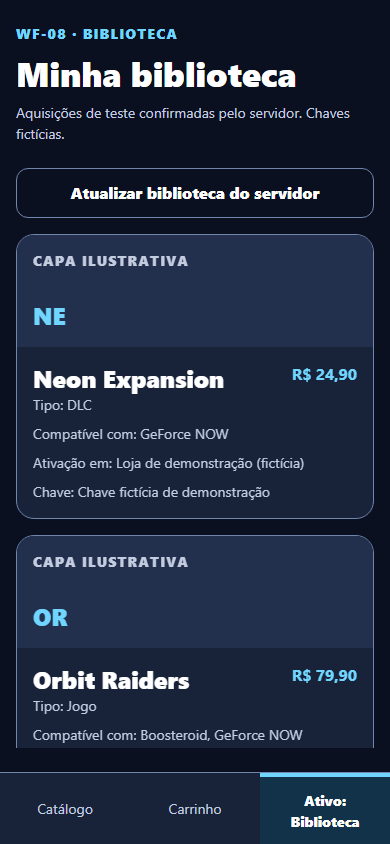 WF-08 · BIBLIOTECA
Minha biblioteca
Aquisições de teste confirmadas pelo servidor. Chaves
fictícias.
Atualizar biblioteca do servidor
CAPA ILUSTRATIVA
NE
Neon Expansion
R$ 24,90
Tipo: DLC
Compatível com: GeForce NOW
Ativação em: Loja de demonstração (fictícia)
Chave: Chave fictícia de demonstração
CAPA ILUSTRATIVA
OR
Orbit Raiders
R$ 79,90
Tipo: Jogo
Compatível com: Boosteroid, GeForce NOW
Catálogo
Carrinho
Ativo:
Biblioteca